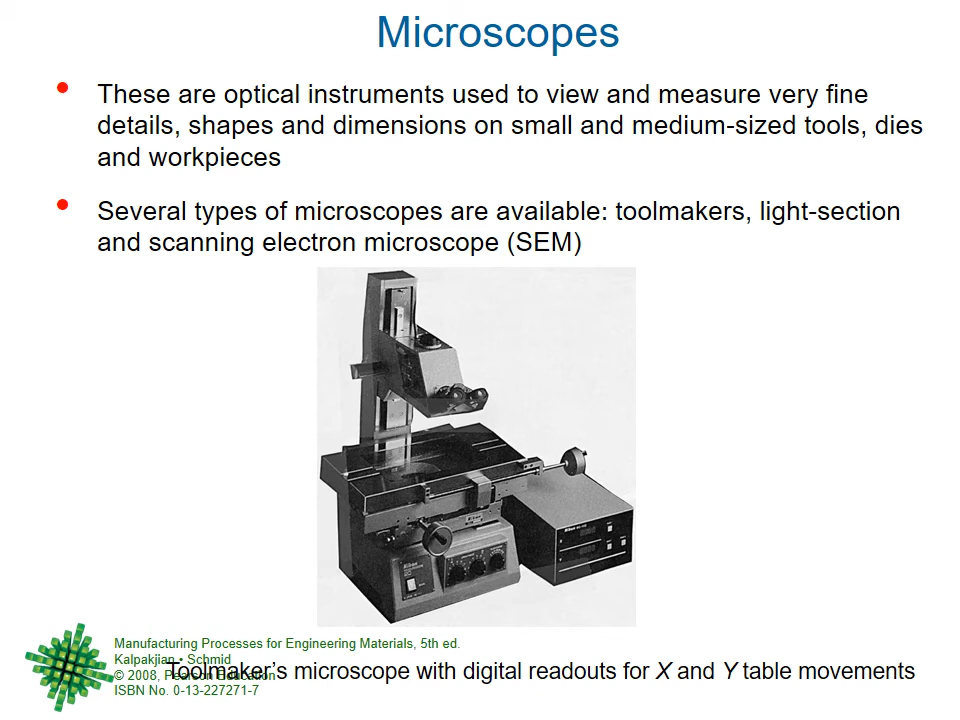 Microscopes
• These are optical instruments used to view and measure very fine
details, shapes and dimensions on small and medium-sized tools, dies
and workpieces
• Several types of microscopes are available: toolmakers, light-section
and scanning electron microscope (SEM)
Nikon
Manufacturing Processes for Engineering Materials, 5th ed.
Kalpakjian • Schmid
© 2008, Pearson Education
ISBN No. 0-13-227271-7
Toolmaker’s microscope with digital readouts for X and Y table movements